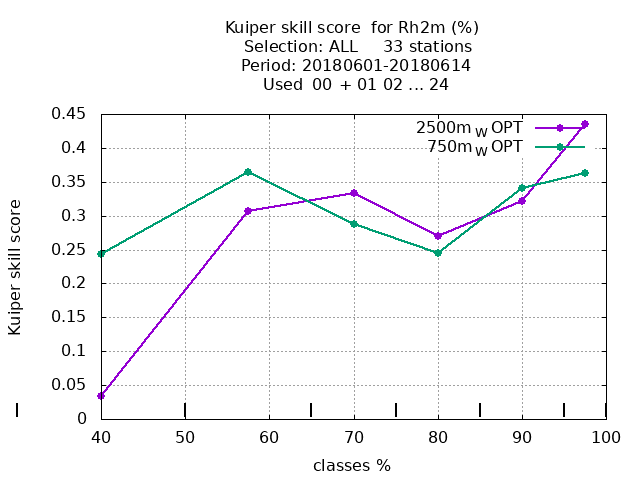 Kuiper skill score  for Rh2m (%)
Selection: ALL     33 stations
Period: 20180601-20180614
Used  00 + 01 02 ... 24
2500m W OPT
750m W OPT
0.45
0.4
0.35
0.3
0.25
0.2
0.15
0.1
0.05
0
Kuiper skill score
40 50 60 70 80 90 100
classes %